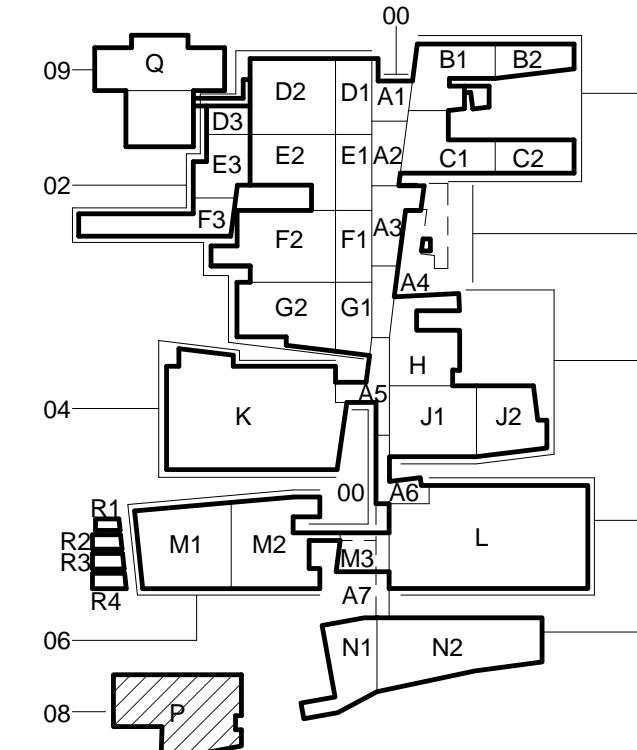 00
09 Q B1 B2
D2 D1 A1
D3
E3 E2 E1 A2 C1 C2
02
F3 F2 F1 A3
A4
G2 G1
H
A5
04 K J1 J2
00 A6
R1
R2 M1 M2 L
R3 M3
R4 A7
06 N1 N2
08 P